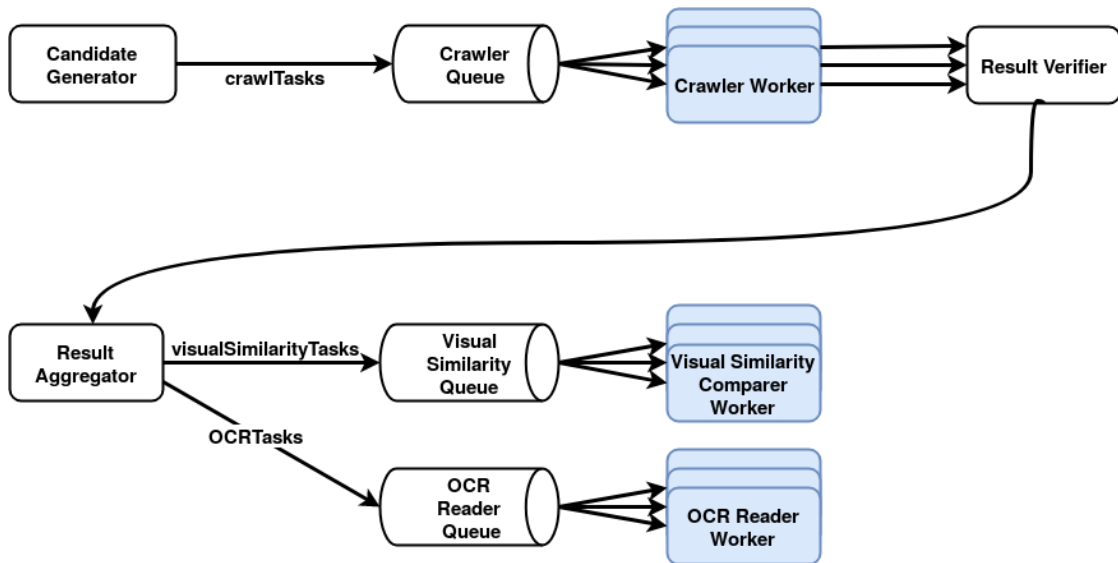 Candidate
Generator
crawlTasks
Crawler
Queue
Crawler Worker
Result Verifier
Result
Aggregator
visualSimilarityTasks
Visual
Similarity
Queue
Visual Similarity
Comparer
Worker
OCRTasks
OCR
Reader
Queue
OCR Reader
Worker